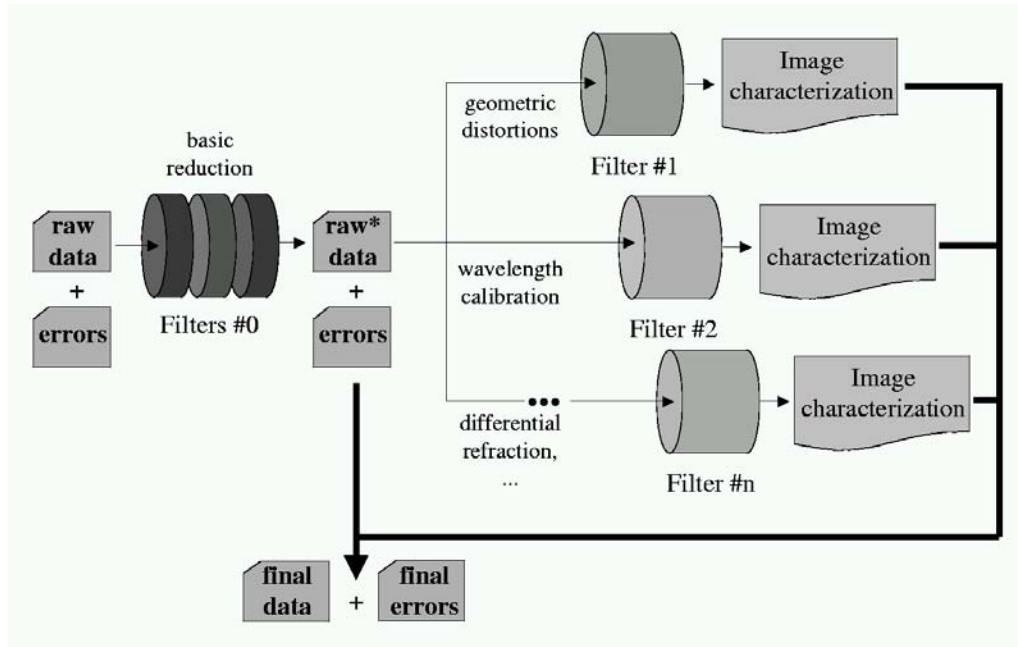 basic
reduction
raw
data
+
errors
Filters #0
raw*
data
+
errors
geometric
distortions
Filter #1
Image
characterization
wavelength
calibration
Filter #2
Image
characterization
•••
differential
refraction,
...
Filter #n
Image
characterization
final
data
+
final
errors